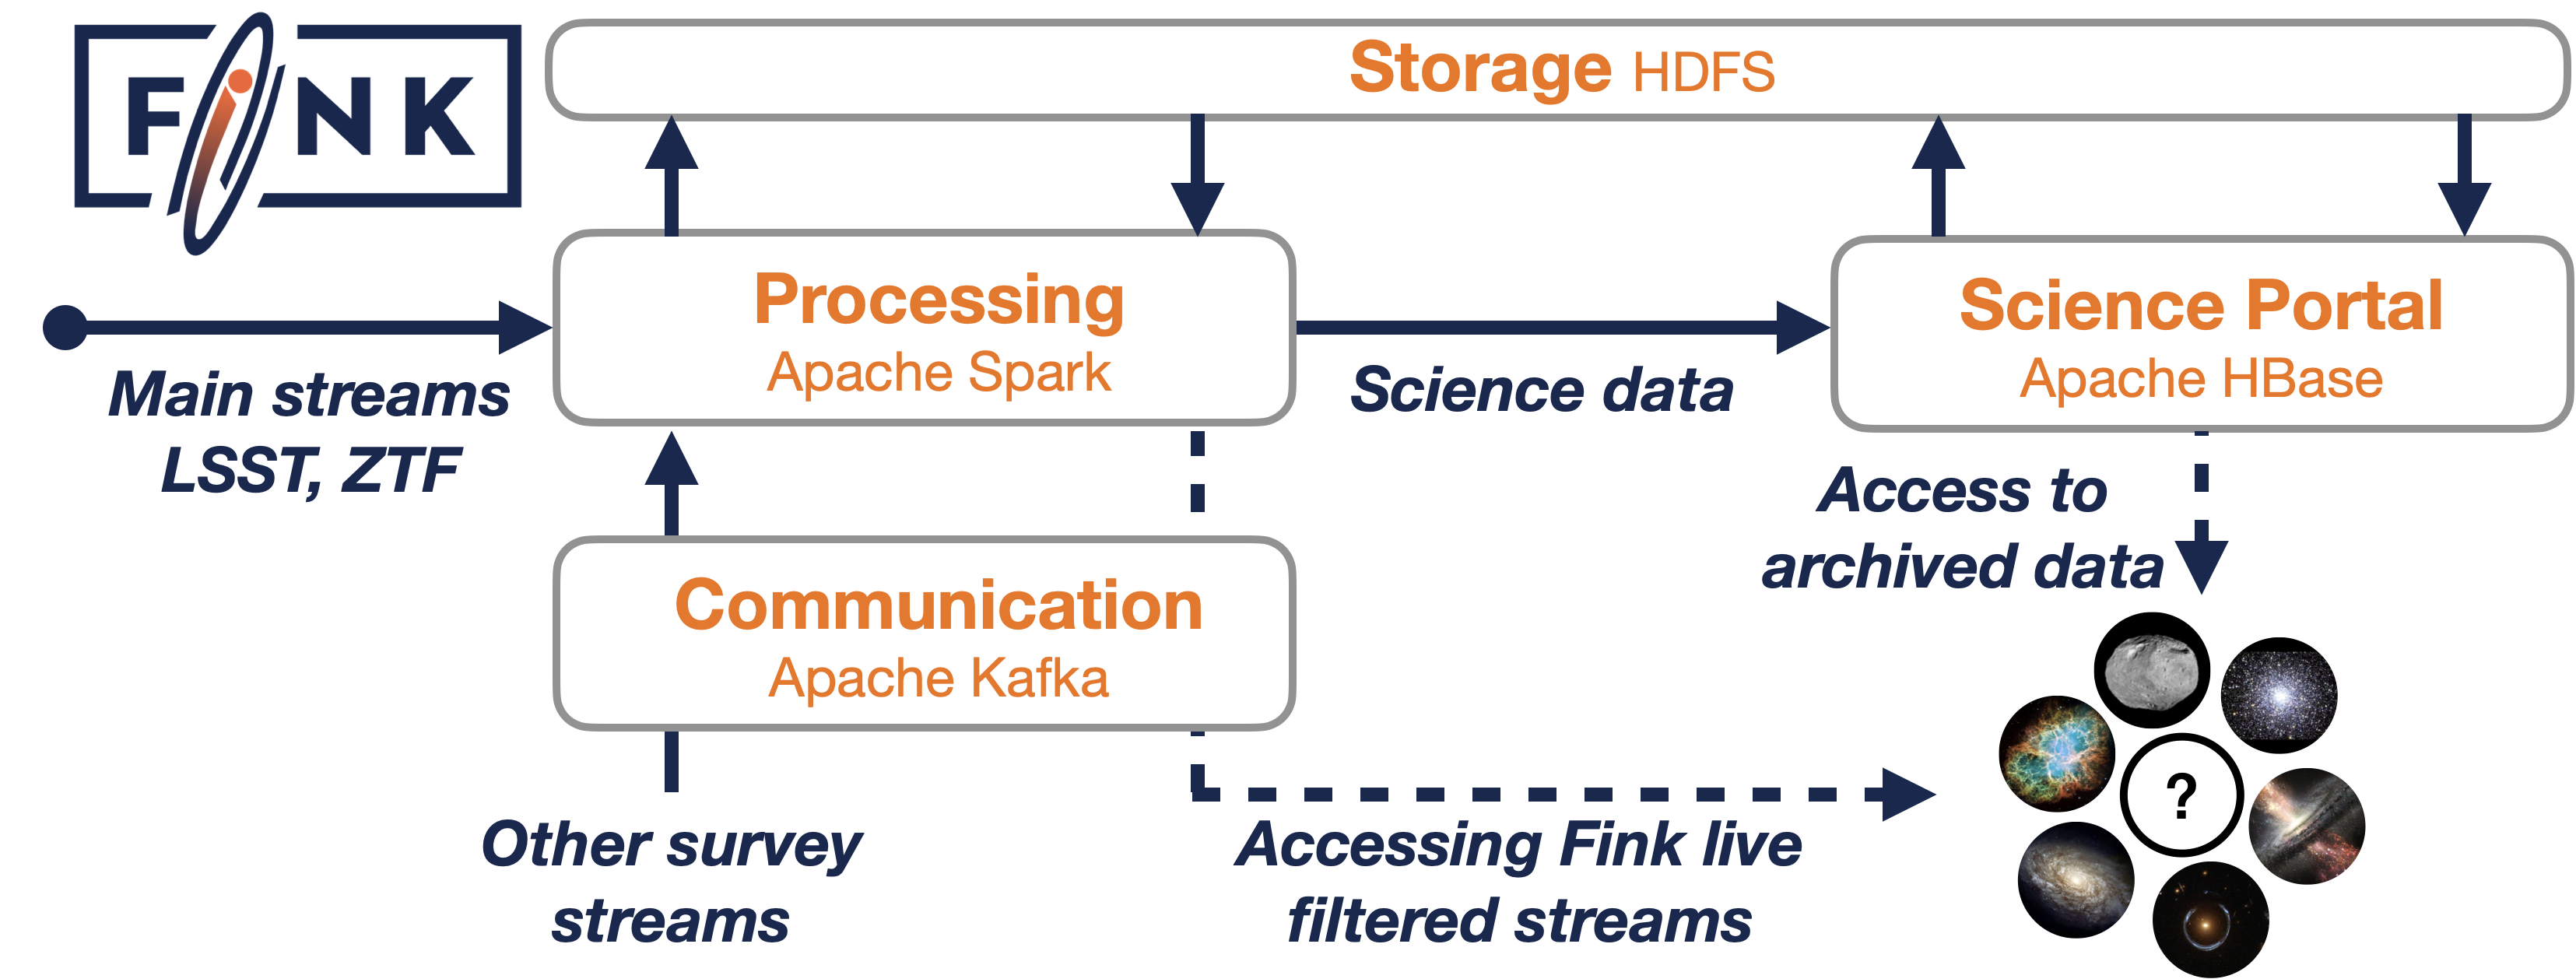 FiNK
Storage HDFS
Processing
Apache Spark
Science Portal
Apache HBase
Main streams
LSST, ZTF
Science data
Access to
archived data
Communication
Apache Kafka
?
Other survey
streams
Accessing Fink live
filtered streams